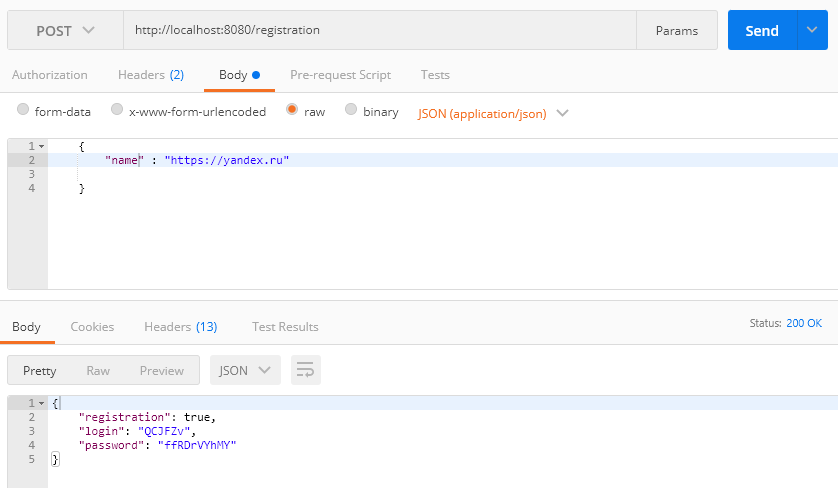 POST http://localhost:8080/registration Params Send
Authorization Headers (2) Body Pre-request Script Tests
form-data x-www-form-urlencoded raw binary JSON (application/json)
1 {
2 "name" : "https://yandex.ru"
3
4 }
Body Cookies Headers (13) Test Results Status: 200 OK
Pretty Raw Preview JSON
1 {
2 "registration": true,
3 "login": "QCJFZv",
4 "password": "ffRDrVYhMY"
5 }